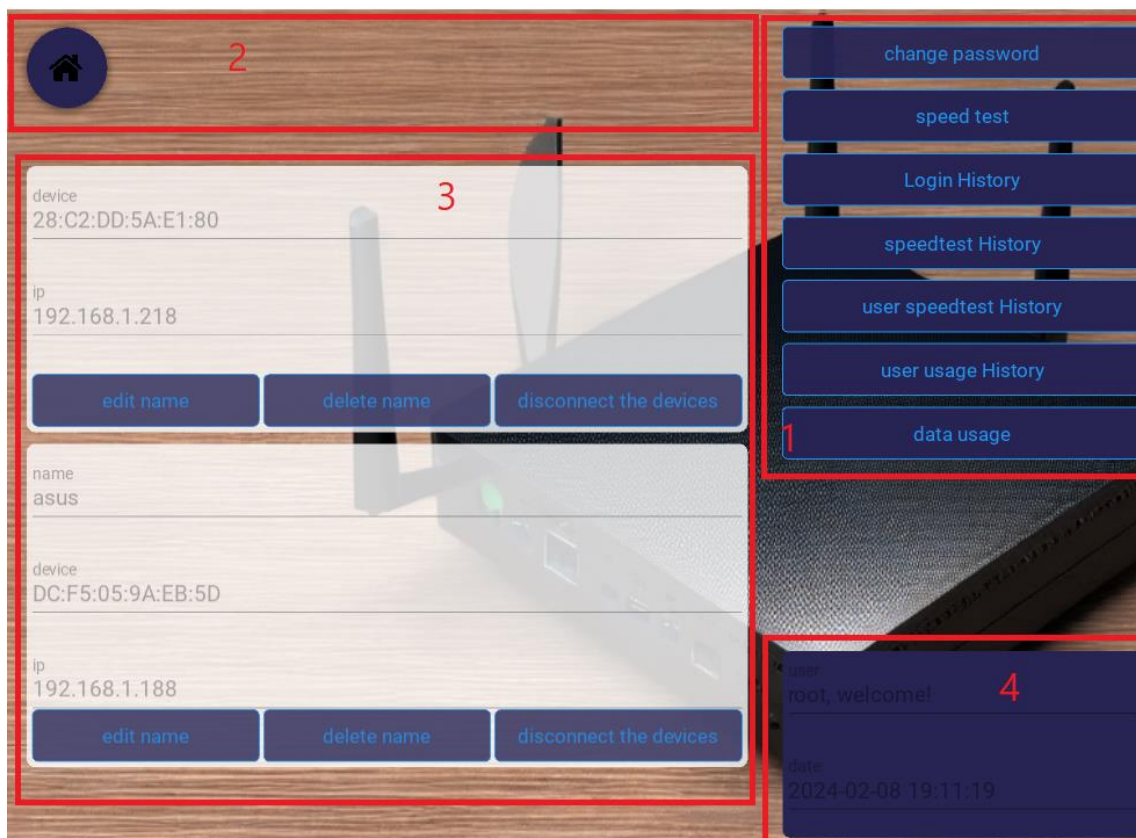 2
device
28:C2:DD:5A:E1:80
3
ip
192.168.1.218
edit name
delete name
disconnect the devices
name
asus
device
DC:F5:05:9A:EB:5D
ip
192.168.1.188
edit name
delete name
disconnect the devices
change password
speed test
Login History
speedtest History
user speedtest History
user usage History
1
data usage
user
root, welcome!
4
date
2024-02-08 19:11:19